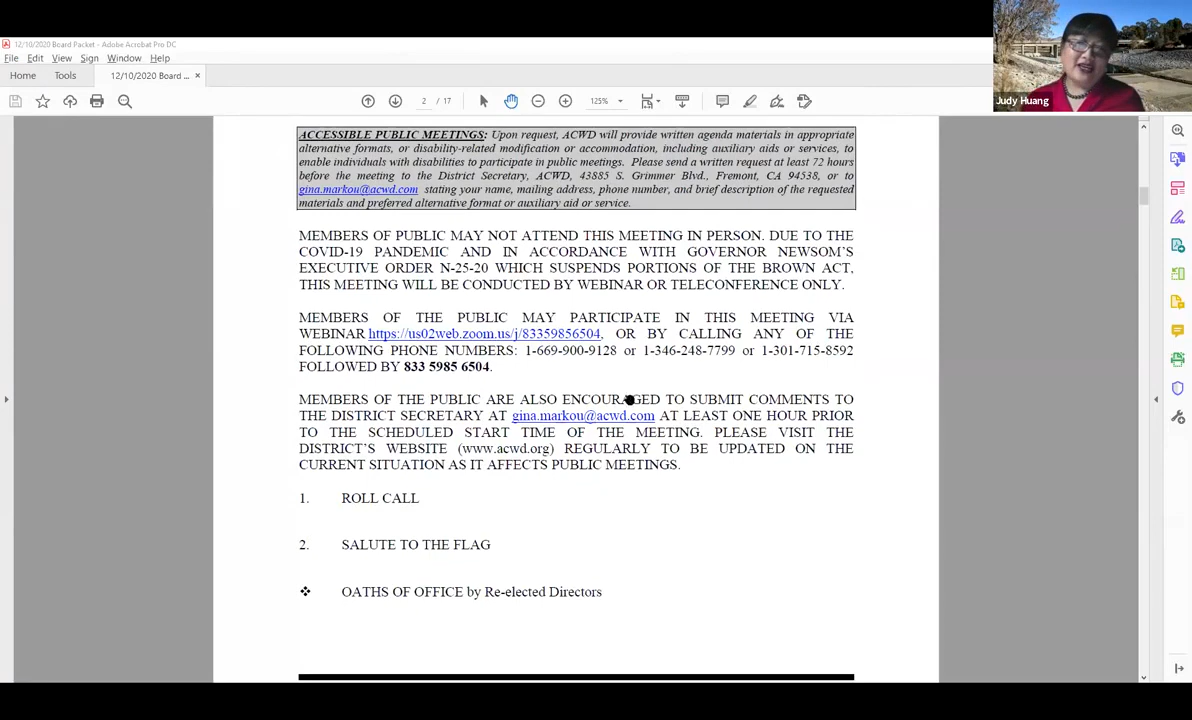 12/10/2020 Board Packet - Adobe Acrobat Pro DC
File Edit View Sign Window Help
Home Tools 12/10/2020 Board ... ×
2 / 17 125%
Judy Huang
ACCESSIBLE PUBLIC MEETINGS: Upon request, ACWD will provide written agenda materials in appropriate
alternative formats, or disability-related modification or accommodation, including auxiliary aids or services, to
enable individuals with disabilities to participate in public meetings. Please send a written request at least 72 hours
before the meeting to the District Secretary, ACWD, 43885 S. Grimmer Blvd., Fremont, CA 94538, or to
gina.markou@acwd.com stating your name, mailing address, phone number, and brief description of the requested
materials and preferred alternative format or auxiliary aid or service.
MEMBERS OF PUBLIC MAY NOT ATTEND THIS MEETING IN PERSON. DUE TO THE
COVID-19 PANDEMIC AND IN ACCORDANCE WITH GOVERNOR NEWSOM'S
EXECUTIVE ORDER N-25-20 WHICH SUSPENDS PORTIONS OF THE BROWN ACT,
THIS MEETING WILL BE CONDUCTED BY WEBINAR OR TELECONFERENCE ONLY.
MEMBERS OF THE PUBLIC MAY PARTICIPATE IN THIS MEETING VIA
WEBINAR https://us02web.zoom.us/j/83359856504, OR BY CALLING ANY OF THE
FOLLOWING PHONE NUMBERS: 1-669-900-9128 or 1-346-248-7799 or 1-301-715-8592
FOLLOWED BY 833 5985 6504.
MEMBERS OF THE PUBLIC ARE ALSO ENCOURAGED TO SUBMIT COMMENTS TO
THE DISTRICT SECRETARY AT gina.markou@acwd.com AT LEAST ONE HOUR PRIOR
TO THE SCHEDULED START TIME OF THE MEETING. PLEASE VISIT THE
DISTRICT'S WEBSITE (www.acwd.org) REGULARLY TO BE UPDATED ON THE
CURRENT SITUATION AS IT AFFECTS PUBLIC MEETINGS.
1. ROLL CALL
2. SALUTE TO THE FLAG
❖ OATHS OF OFFICE by Re-elected Directors